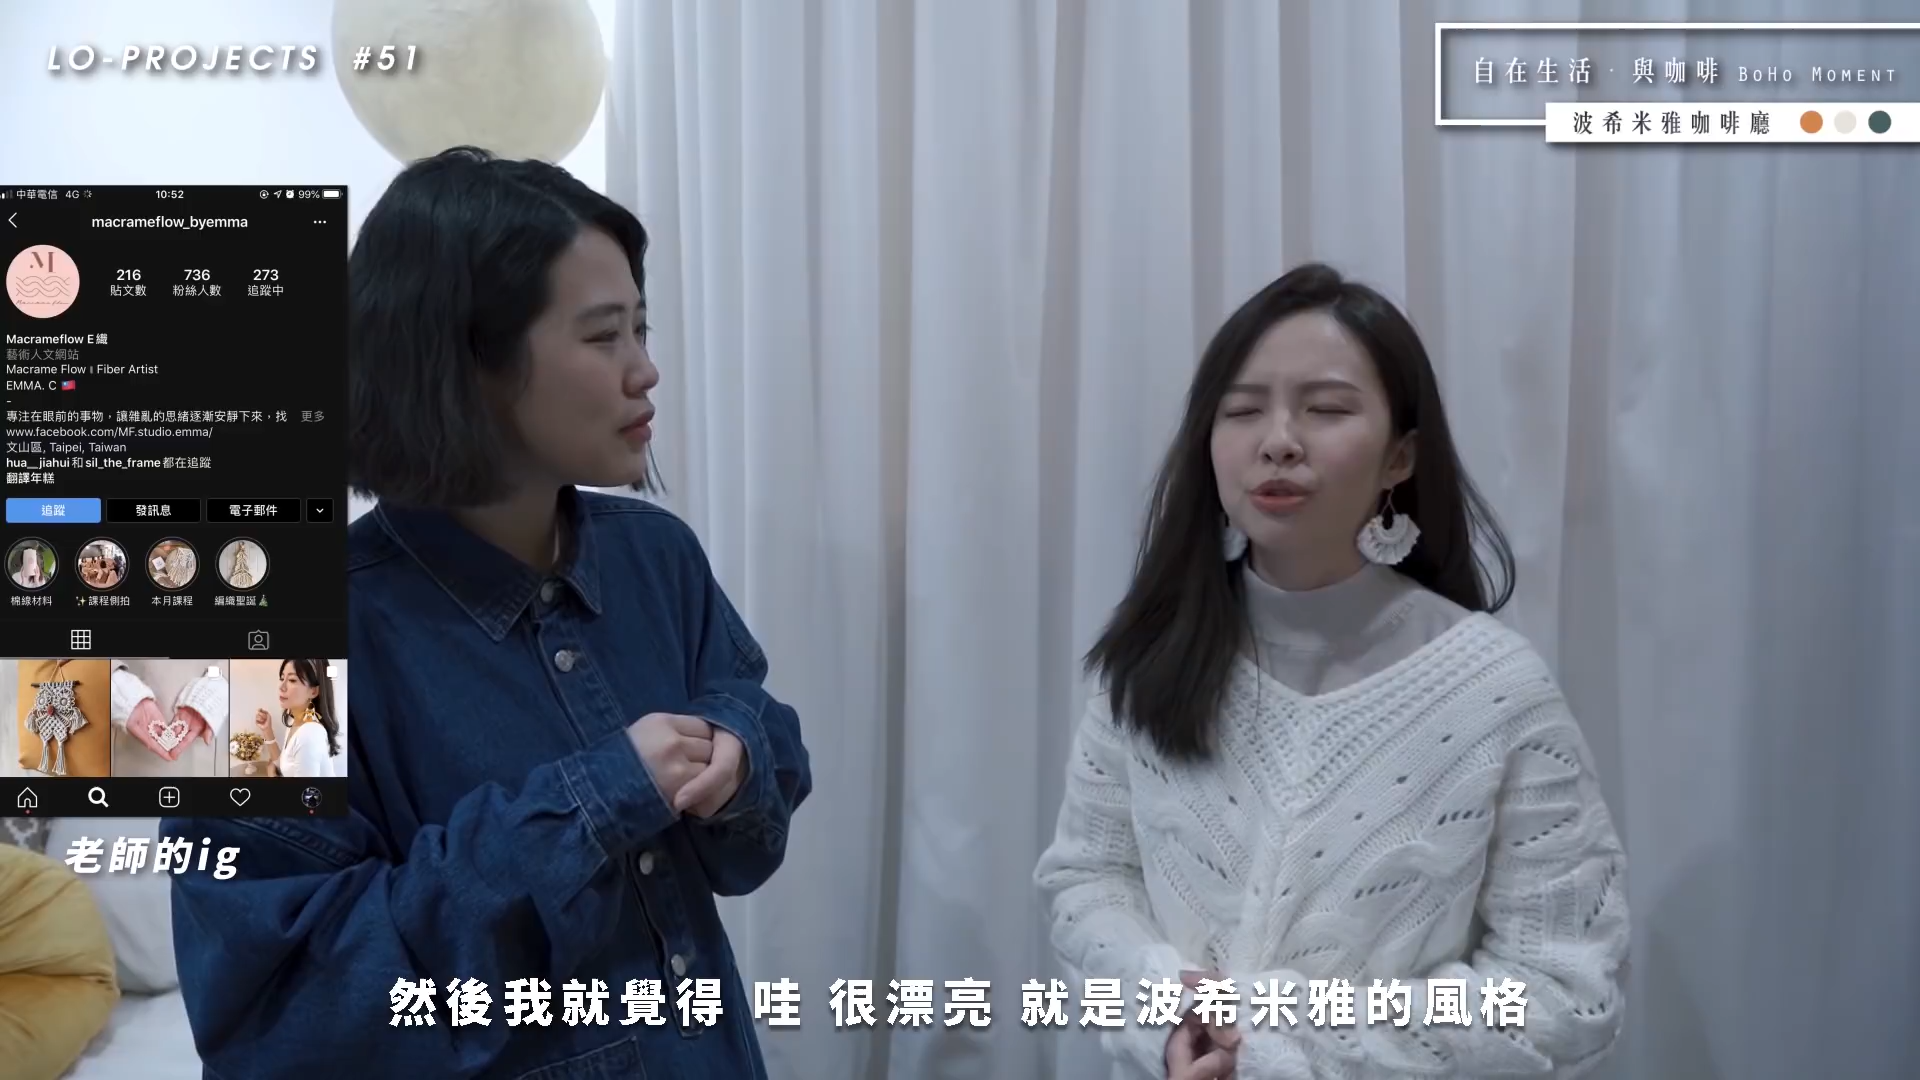 LO-PROJECTS #51
自在生活·與咖啡 BOHO MOMENT
波希米雅咖啡廳
中華電信 4G 10:52 99%
macrameflow_byemma
216 736 273
貼文數 粉絲人數 追蹤中
Macrameflow E織
藝術人文網站
Macrame Flow ⦀ Fiber Artist
EMMA. C 🇹🇼
-
專注在眼前的事物，讓雜亂的思緒逐漸安靜下來，找 更多
www.facebook.com/MF.studio.emma/
文山區, Taipei, Taiwan
hua__jiahui和sil_the_frame都在追蹤
翻譯年糕
追蹤 發訊息 電子郵件
棉線材料 ✨課程側拍 本月課程 編織聖誕🎄
老師的ig
然後我就覺得 哇 很漂亮 就是波希米雅的風格